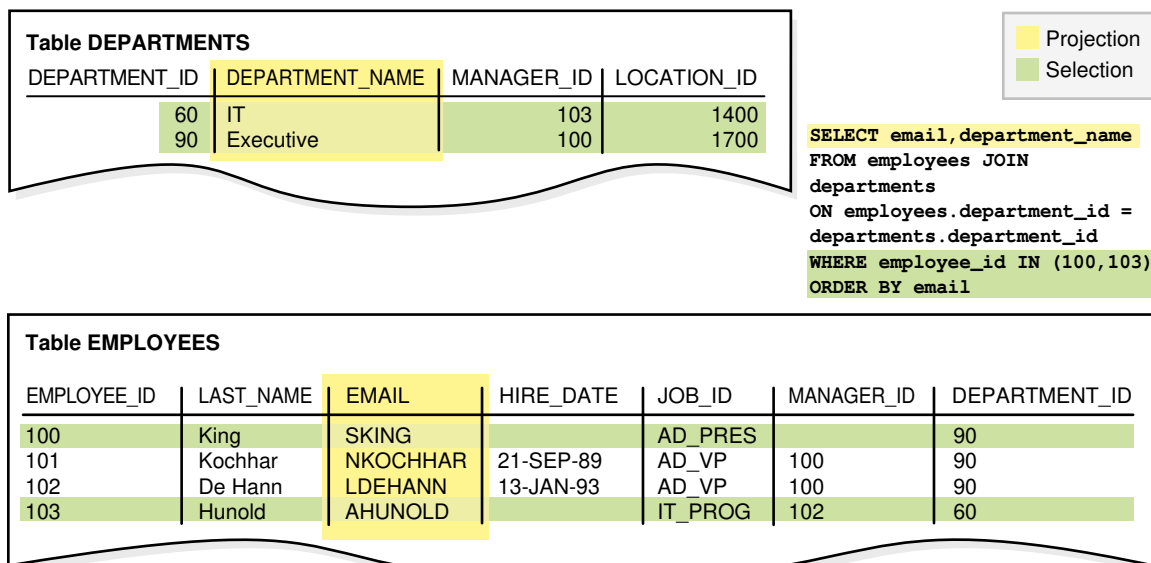 Table DEPARTMENTS
DEPARTMENT_ID DEPARTMENT_NAME MANAGER_ID LOCATION_ID
60 IT 103 1400
90 Executive 100 1700
Projection
Selection
SELECT email,department_name
FROM employees JOIN
departments
ON employees.department_id =
departments.department_id
WHERE employee_id IN (100,103)
ORDER BY email
Table EMPLOYEES
EMPLOYEE_ID LAST_NAME EMAIL HIRE_DATE JOB_ID MANAGER_ID DEPARTMENT_ID
100 King SKING AD_PRES 90
101 Kochhar NKOCHHAR 21-SEP-89 AD_VP 100 90
102 De Hann LDEHANN 13-JAN-93 AD_VP 100 90
103 Hunold AHUNOLD IT_PROG 102 60